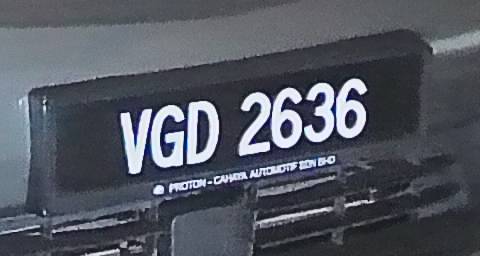 VGD 2636
PROTON - CAHAYA AUTOMOTIF SDN BHD